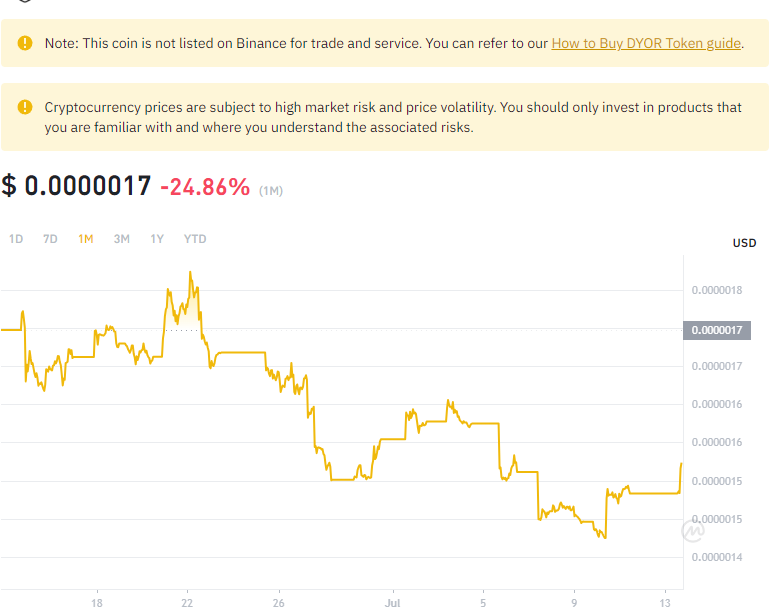 Note: This coin is not listed on Binance for trade and service. You can refer to our How to Buy DYOR Token guide.
Cryptocurrency prices are subject to high market risk and price volatility. You should only invest in products that
you are familiar with and where you understand the associated risks.
$ 0.0000017 -24.86% (1M)
1D 7D 1M 3M 1Y YTD
USD
0.0000018
0.0000017
0.0000017
0.0000016
0.0000016
0.0000015
0.0000015
0.0000014
18 22 26 Jul 5 9 13